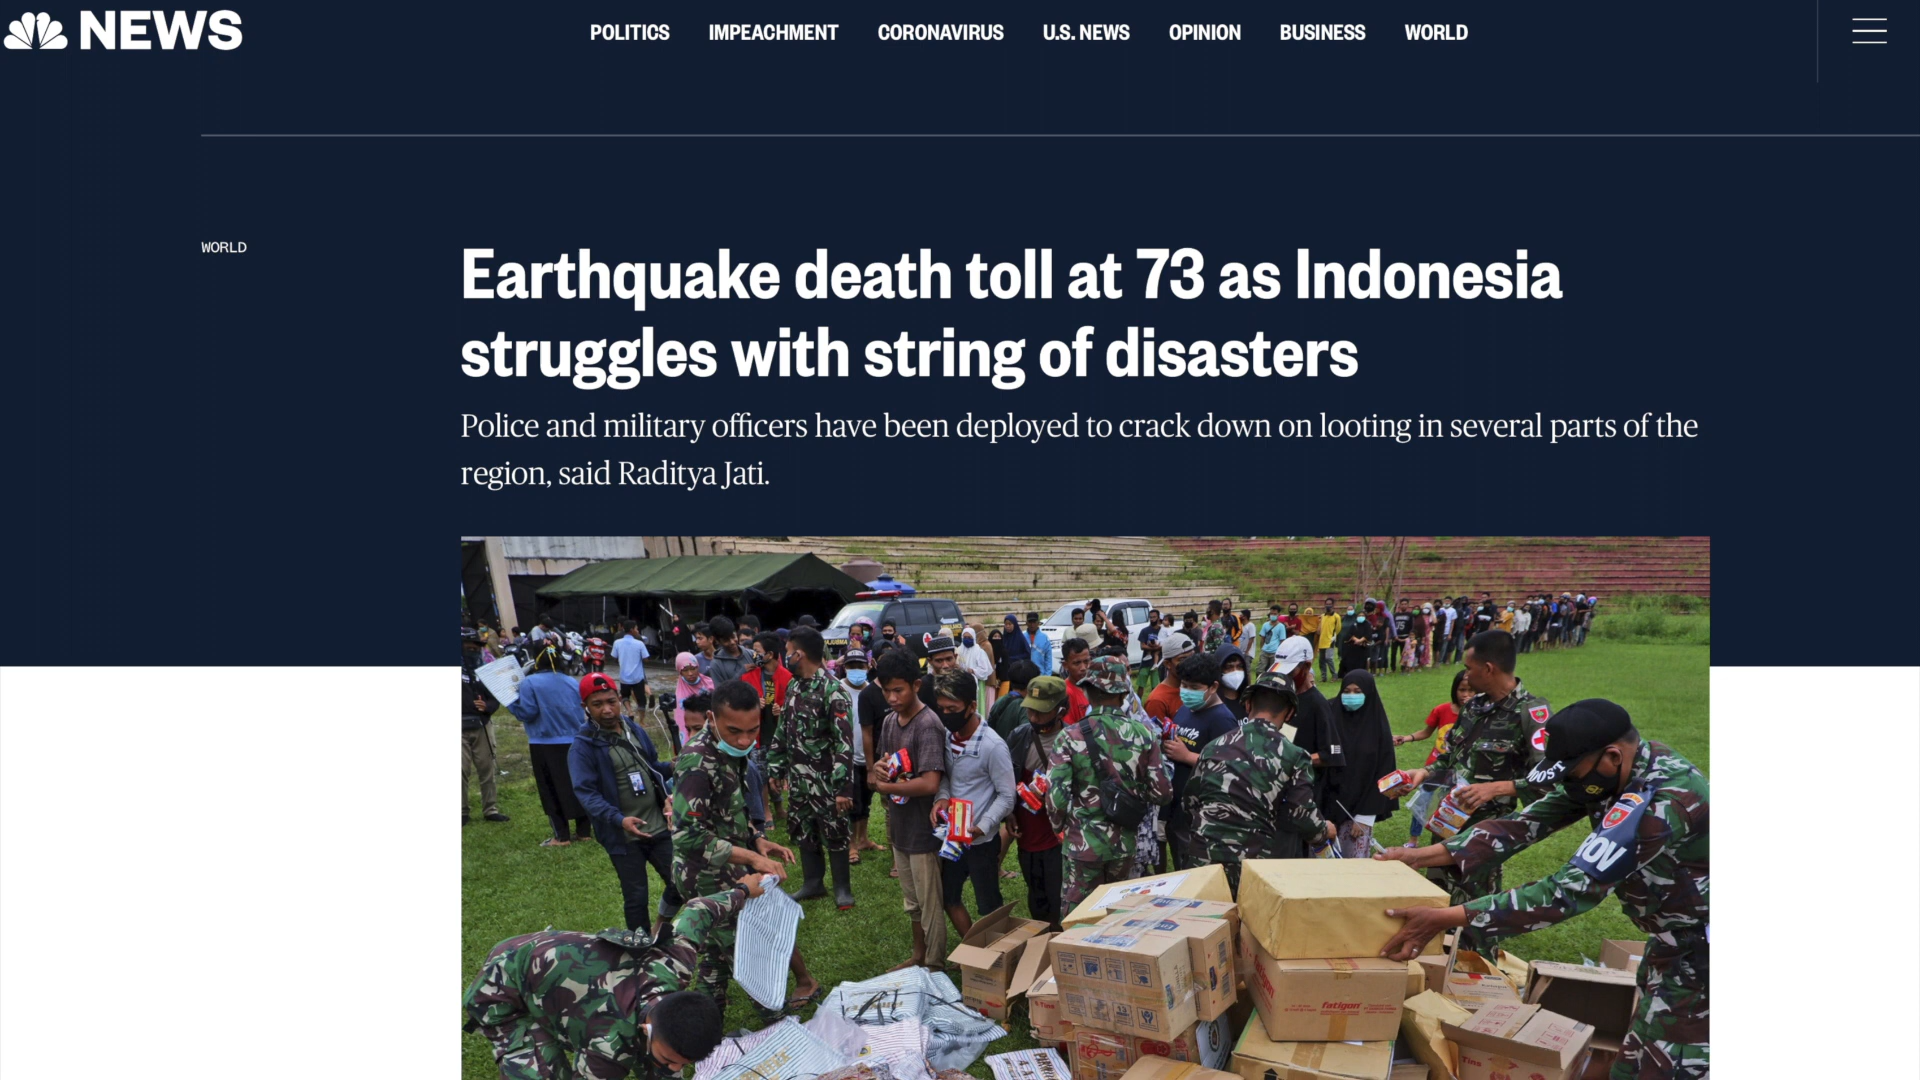 NEWS
POLITICS IMPEACHMENT CORONAVIRUS U.S. NEWS OPINION BUSINESS WORLD
WORLD
Earthquake death toll at 73 as Indonesia
struggles with string of disasters
Police and military officers have been deployed to crack down on looting in several parts of the
region, said Raditya Jati.
fatigon
Tins